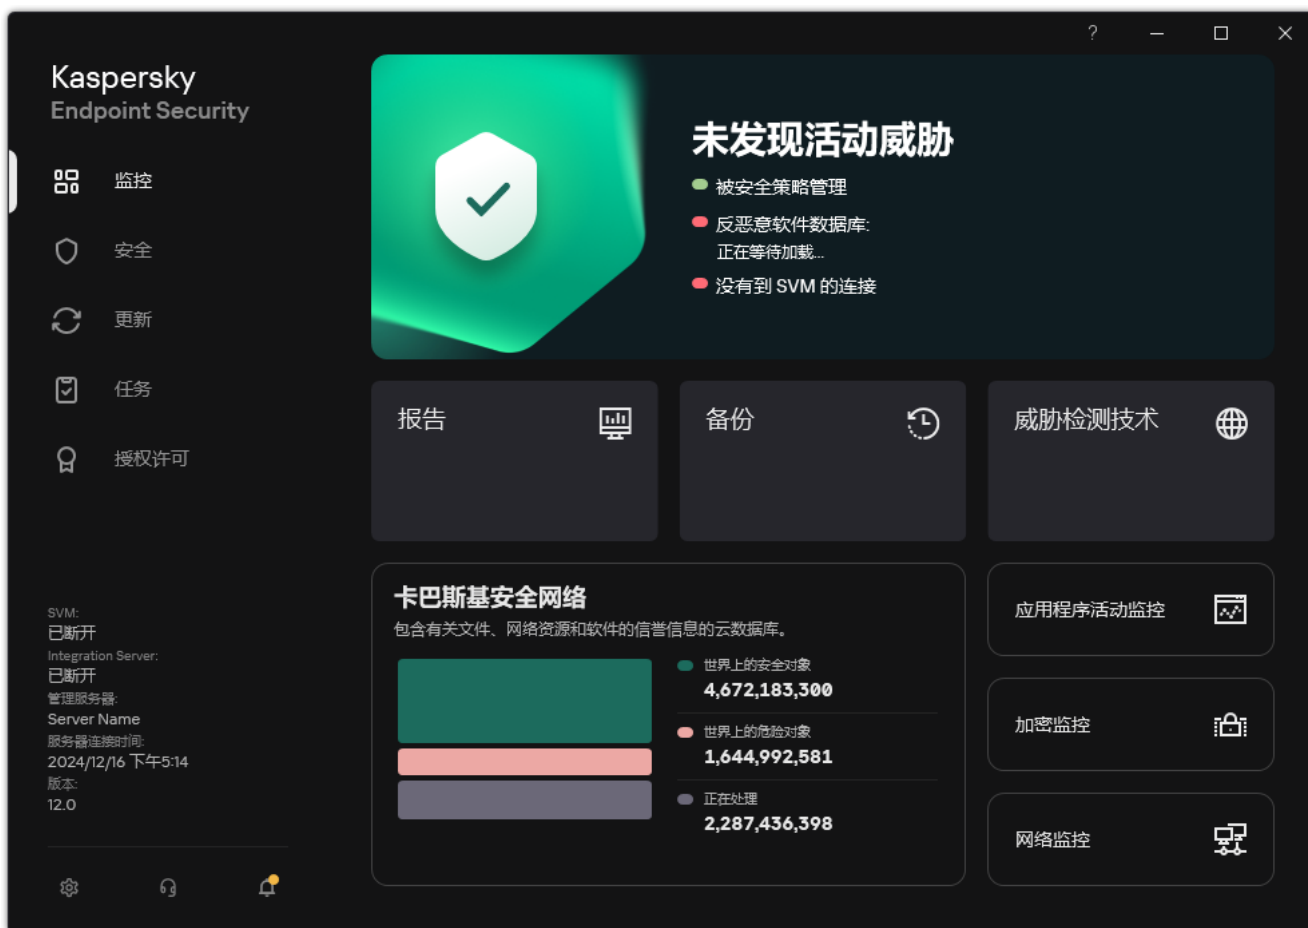 ?
Kaspersky
Endpoint Security
监控
安全
更新
任务
授权许可
SVM:
已断开
Integration Server:
已断开
管理服务器:
Server Name
服务器连接时间:
2024/12/16 下午5:14
版本:
12.0
未发现活动威胁
被安全策略管理
反恶意软件数据库:
正在等待加载...
没有到 SVM 的连接
报告
备份
威胁检测技术
卡巴斯基安全网络
包含有关文件、网络资源和软件的信誉信息的云数据库。
世界上的安全对象
4,672,183,300
世界上的危险对象
1,644,992,581
正在处理
2,287,436,398
应用程序活动监控
加密监控
网络监控